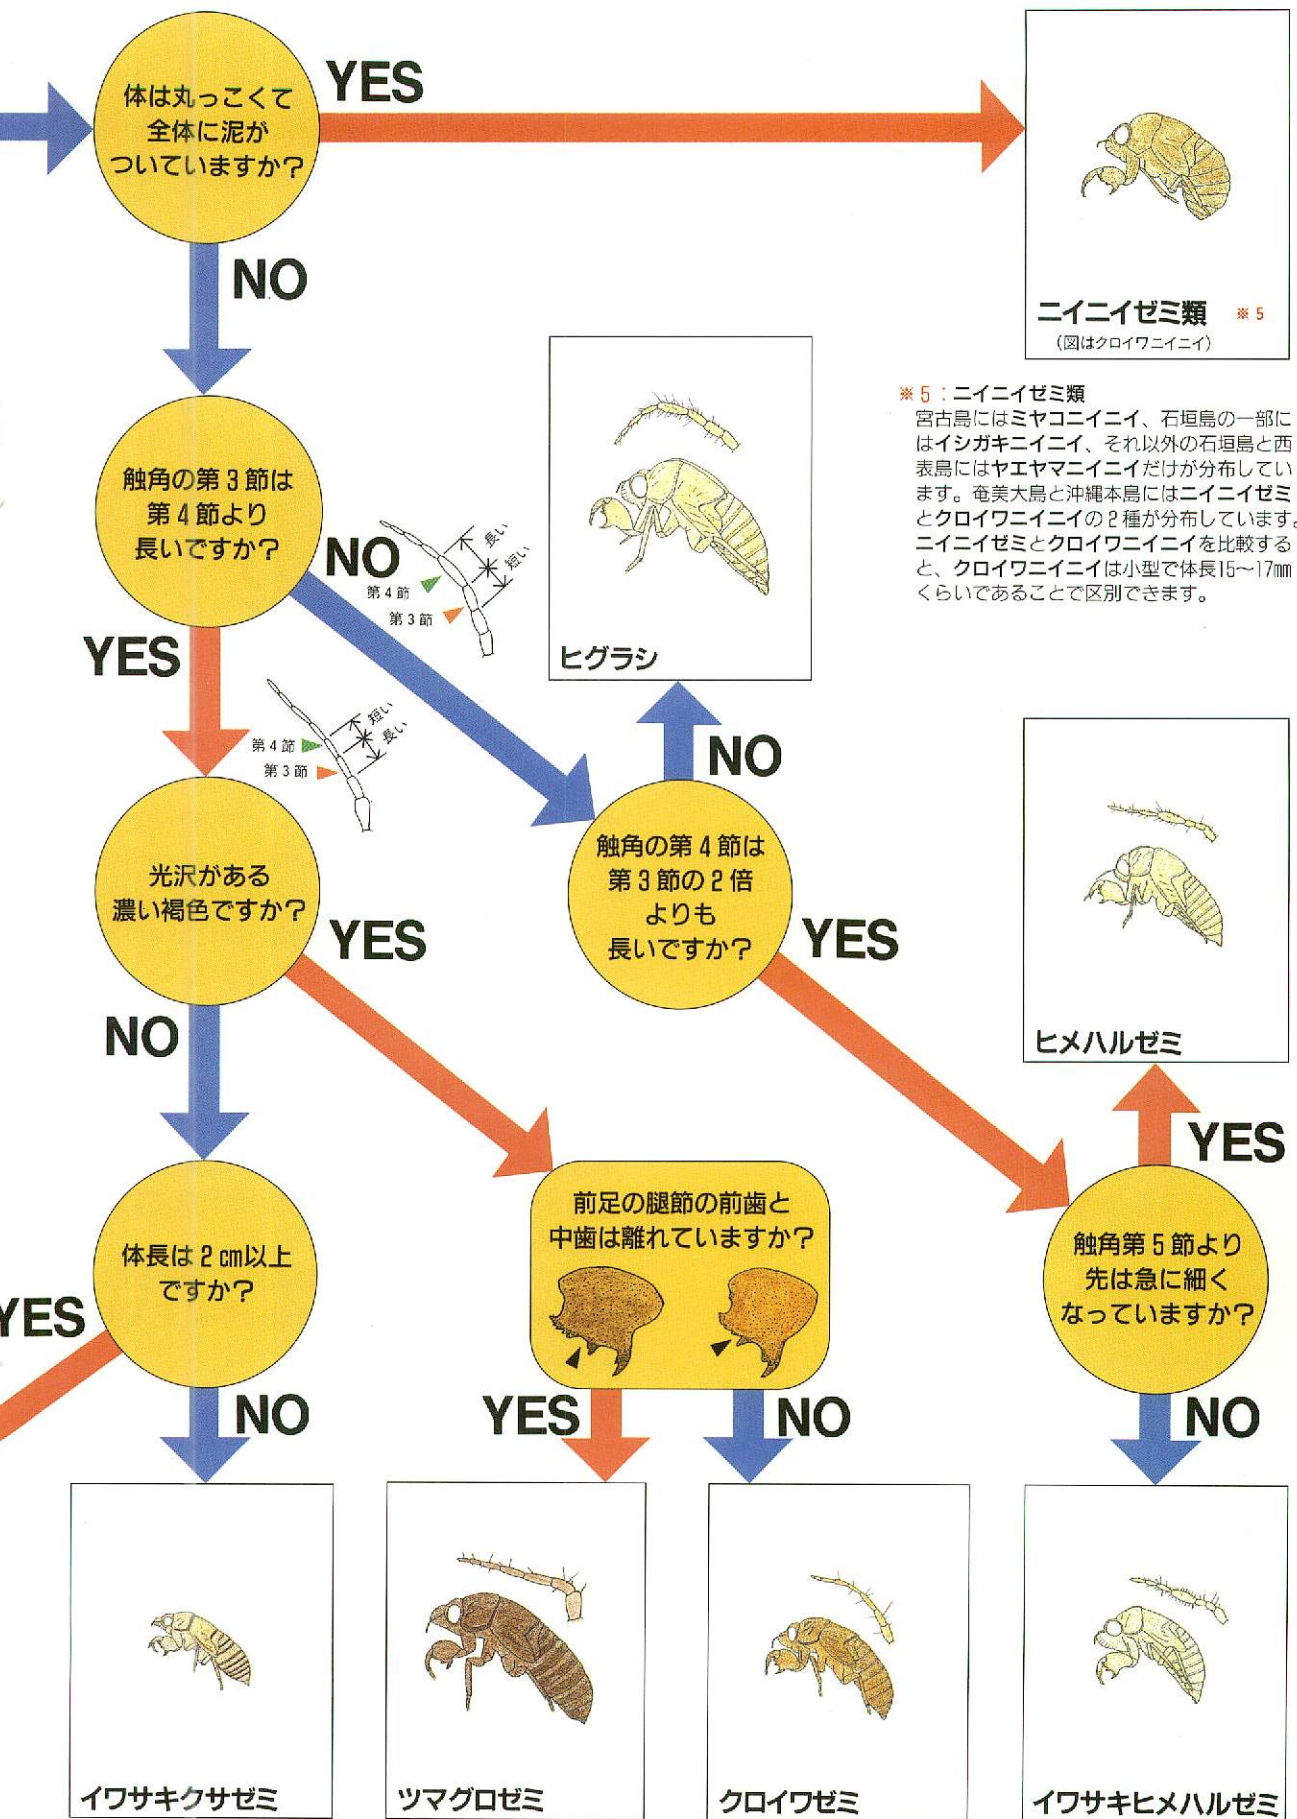 体は丸っこくて
全体に泥が
ついていますか?
YES
NO
ニイニイゼミ類 ※5
(図はクロイワニイニイ)
※5:ニイニイゼミ類
宮古島にはミヤコニイニイ、石垣島の一部に
はイシガキニイニイ、それ以外の石垣島と西
表島にはヤエヤマニイニイだけが分布してい
ます。奄美大島と沖縄本島にはニイニイゼミ
とクロイワニイニイの2種が分布しています。
ニイニイゼミとクロイワニイニイを比較する
と、クロイワニイニイは小型で体長15〜17㎜
くらいであることで区別できます。
触角の第3節は
第4節より
長いですか?
NO
長い
短い
第4節
第3節
YES
短い
長い
第4節
第3節
ヒグラシ
NO
触角の第4節は
第3節の2倍
よりも
長いですか?
YES
光沢がある
濃い褐色ですか?
YES
NO
ヒメハルゼミ
YES
触角第5節より
先は急に細く
なっていますか?
NO
前足の腿節の前歯と
中歯は離れていますか?
YES
NO
体長は2㎝以上
ですか?
YES
NO
イワサキクサゼミ
ツマグロゼミ
クロイワゼミ
イワサキヒメハルゼミ